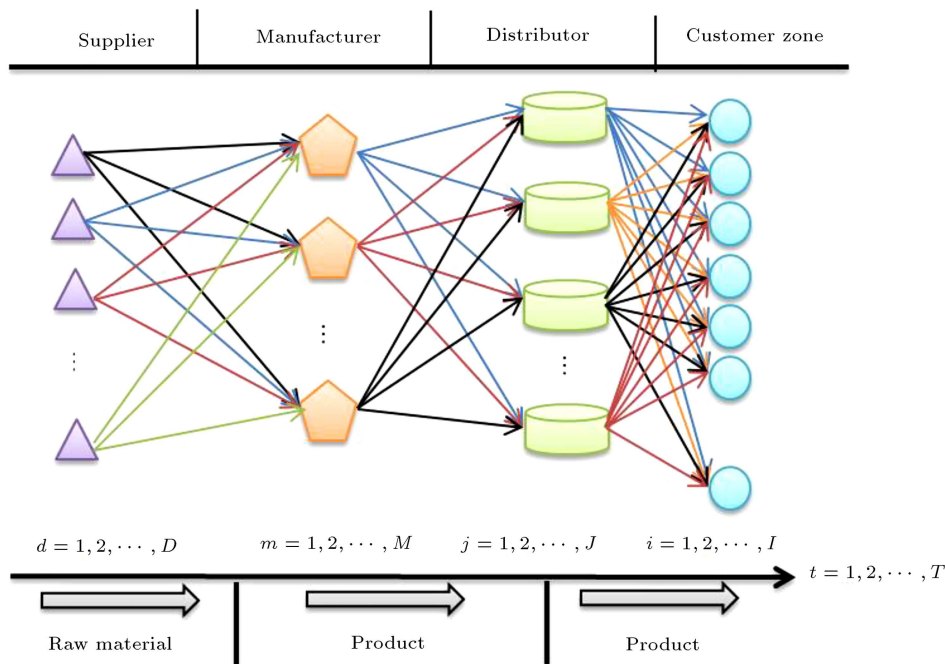 Supplier
Manufacturer
Distributor
Customer zone
⋮
⋮
⋮
d = 1, 2, ⋯ , D
m = 1, 2, ⋯ , M
j = 1, 2, ⋯ , J
i = 1, 2, ⋯ , I
t = 1, 2, ⋯ , T
Raw material
Product
Product